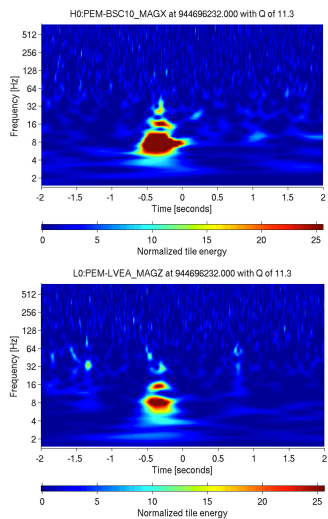 H0:PEM-BSC10_MAGX at 944696232.000 with Q of 11.3
Frequency [Hz]
512
256
128
64
32
16
8
4
2
-2 -1.5 -1 -0.5 0 0.5 1 1.5 2
Time [seconds]
0 5 10 15 20 25
Normalized tile energy
L0:PEM-LVEA_MAGZ at 944696232.000 with Q of 11.3
Frequency [Hz]
512
256
128
64
32
16
8
4
2
-2 -1.5 -1 -0.5 0 0.5 1 1.5 2
Time [seconds]
0 5 10 15 20 25
Normalized tile energy